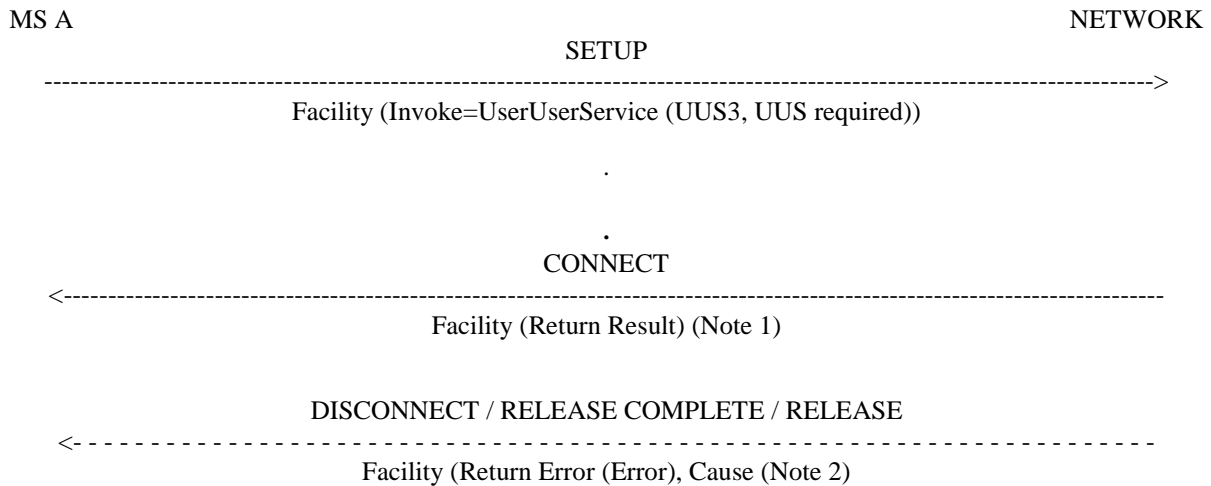 MS A NETWORK
SETUP
------------------------------------------------------------------------------------------------------------------------------>
Facility (Invoke=UserUserService (UUS3, UUS required))
.
.
CONNECT
<-----------------------------------------------------------------------------------------------------------------------------
Facility (Return Result) (Note 1)
DISCONNECT / RELEASE COMPLETE / RELEASE
<- - - - - - - - - - - - - - - - - - - - - - - - - - - - - - - - - - - - - - - - - - - - - - - - - - - - - - - - - - - - - - - - - - - - - -
Facility (Return Error (Error), Cause (Note 2)